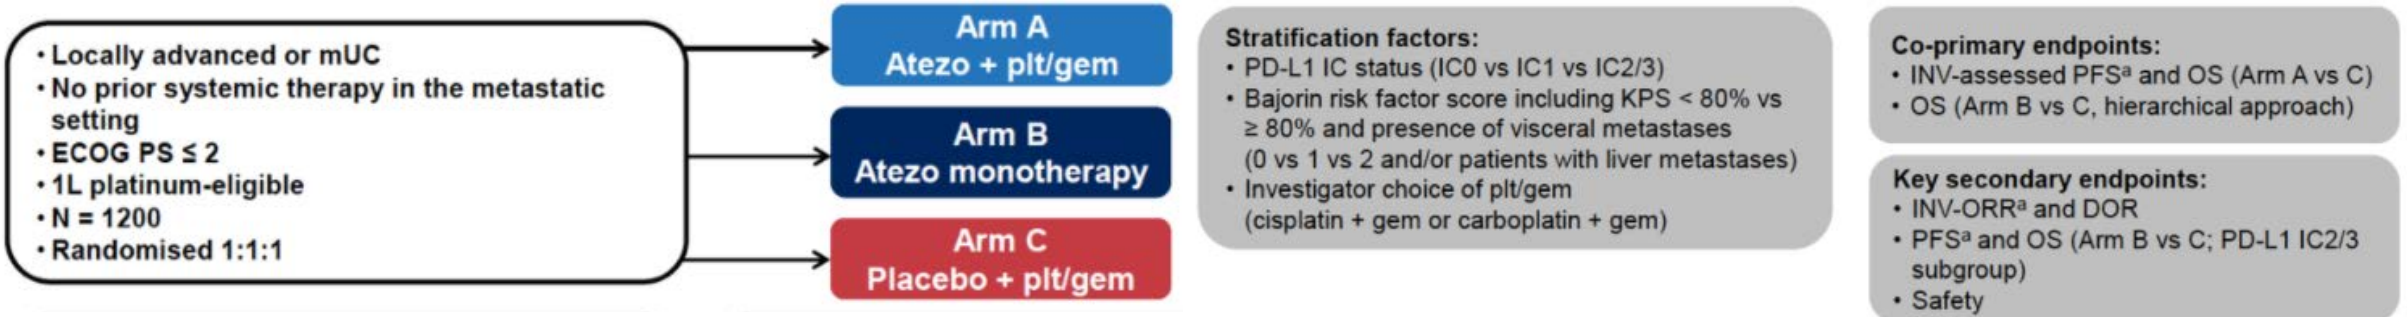 • Locally advanced or mUC
• No prior systemic therapy in the metastatic
setting
• ECOG PS ≤ 2
• 1L platinum-eligible
• N = 1200
• Randomised 1:1:1
Arm A
Atezo + plt/gem
Arm B
Atezo monotherapy
Arm C
Placebo + plt/gem
Stratification factors:
• PD-L1 IC status (IC0 vs IC1 vs IC2/3)
• Bajorin risk factor score including KPS < 80% vs
≥ 80% and presence of visceral metastases
(0 vs 1 vs 2 and/or patients with liver metastases)
• Investigator choice of plt/gem
(cisplatin + gem or carboplatin + gem)
Co-primary endpoints:
• INV-assessed PFSᵃ and OS (Arm A vs C)
• OS (Arm B vs C, hierarchical approach)
Key secondary endpoints:
• INV-ORRᵃ and DOR
• PFSᵃ and OS (Arm B vs C; PD-L1 IC2/3
subgroup)
• Safety